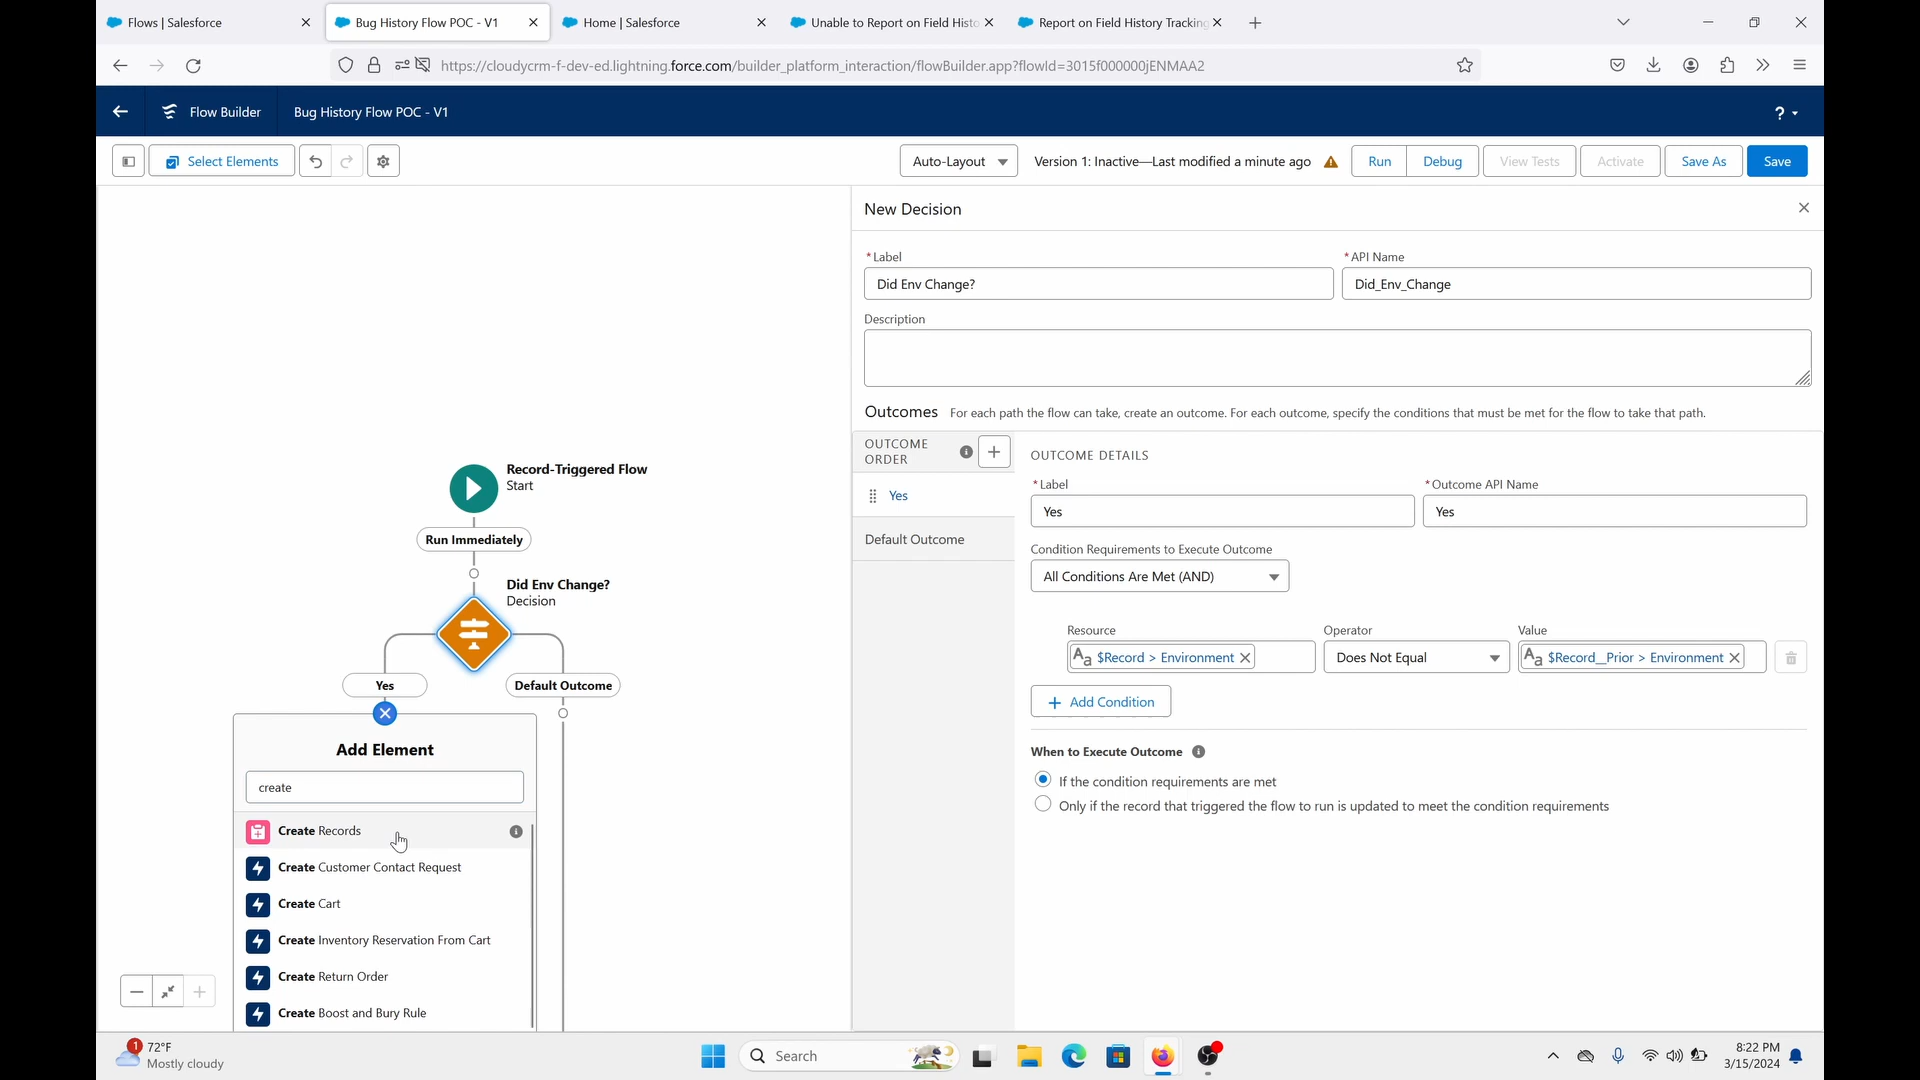 Flows | Salesforce
Bug History Flow POC - V1
Home | Salesforce
Unable to Report on Field Histo
Report on Field History Tracking
https://cloudycrm-f-dev-ed.lightning.force.com/builder_platform_interaction/flowBuilder.app?flowId=3015f000000jENMAA2
Flow Builder
Bug History Flow POC - V1
?
Select Elements
Auto-Layout
Version 1: Inactive—Last modified a minute ago
Run
Debug
View Tests
Activate
Save As
Save
New Decision
*Label
*API Name
Did Env Change?
Did_Env_Change
Description
Outcomes For each path the flow can take, create an outcome. For each outcome, specify the conditions that must be met for the flow to take that path.
OUTCOME
ORDER
Yes
Default Outcome
OUTCOME DETAILS
*Label
*Outcome API Name
Yes
Yes
Condition Requirements to Execute Outcome
All Conditions Are Met (AND)
Resource
Operator
Value
Aa $Record > Environment
Does Not Equal
Aa $Record__Prior > Environment
Add Condition
When to Execute Outcome
If the condition requirements are met
Only if the record that triggered the flow to run is updated to meet the condition requirements
Record-Triggered Flow
Start
Run Immediately
Did Env Change?
Decision
Yes
Default Outcome
Add Element
create
Create Records
Create Customer Contact Request
Create Cart
Create Inventory Reservation From Cart
Create Return Order
Create Boost and Bury Rule
1
72°F
Mostly cloudy
Search
8:22 PM
3/15/2024